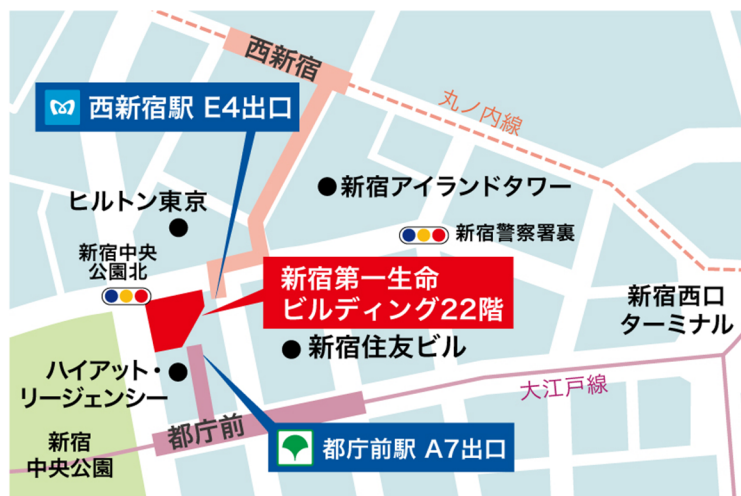 西新宿
西新宿駅 E4出口
丸ノ内線
新宿アイランドタワー
ヒルトン東京
新宿警察署裏
新宿中央
公園北
新宿第一生命
ビルディング22階
新宿西口
ターミナル
新宿住友ビル
ハイアット・
リージェンシー
大江戸線
都庁前
新宿
中央公園
都庁前駅 A7出口